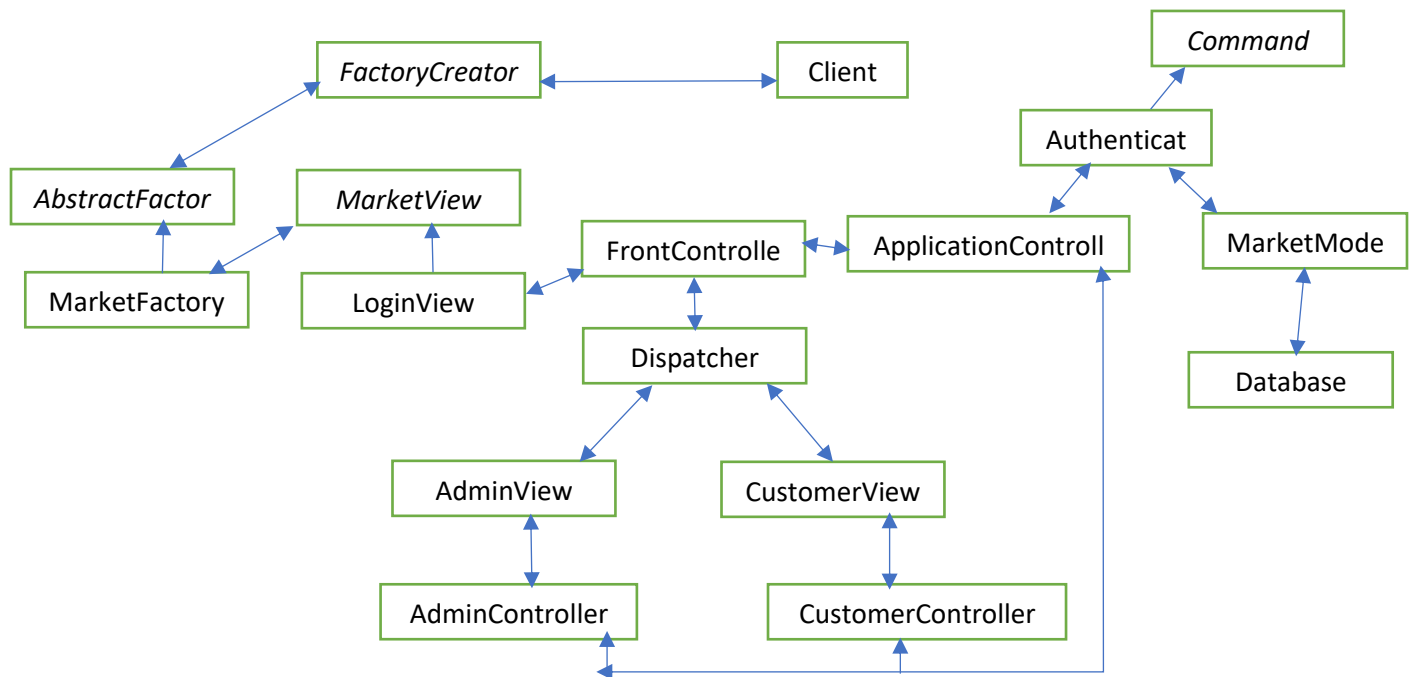 Command
FactoryCreator
Client
Authenticat
AbstractFactor
MarketView
FrontControlle
ApplicationControll
MarketMode
MarketFactory
LoginView
Dispatcher
Database
AdminView
CustomerView
AdminController
CustomerController